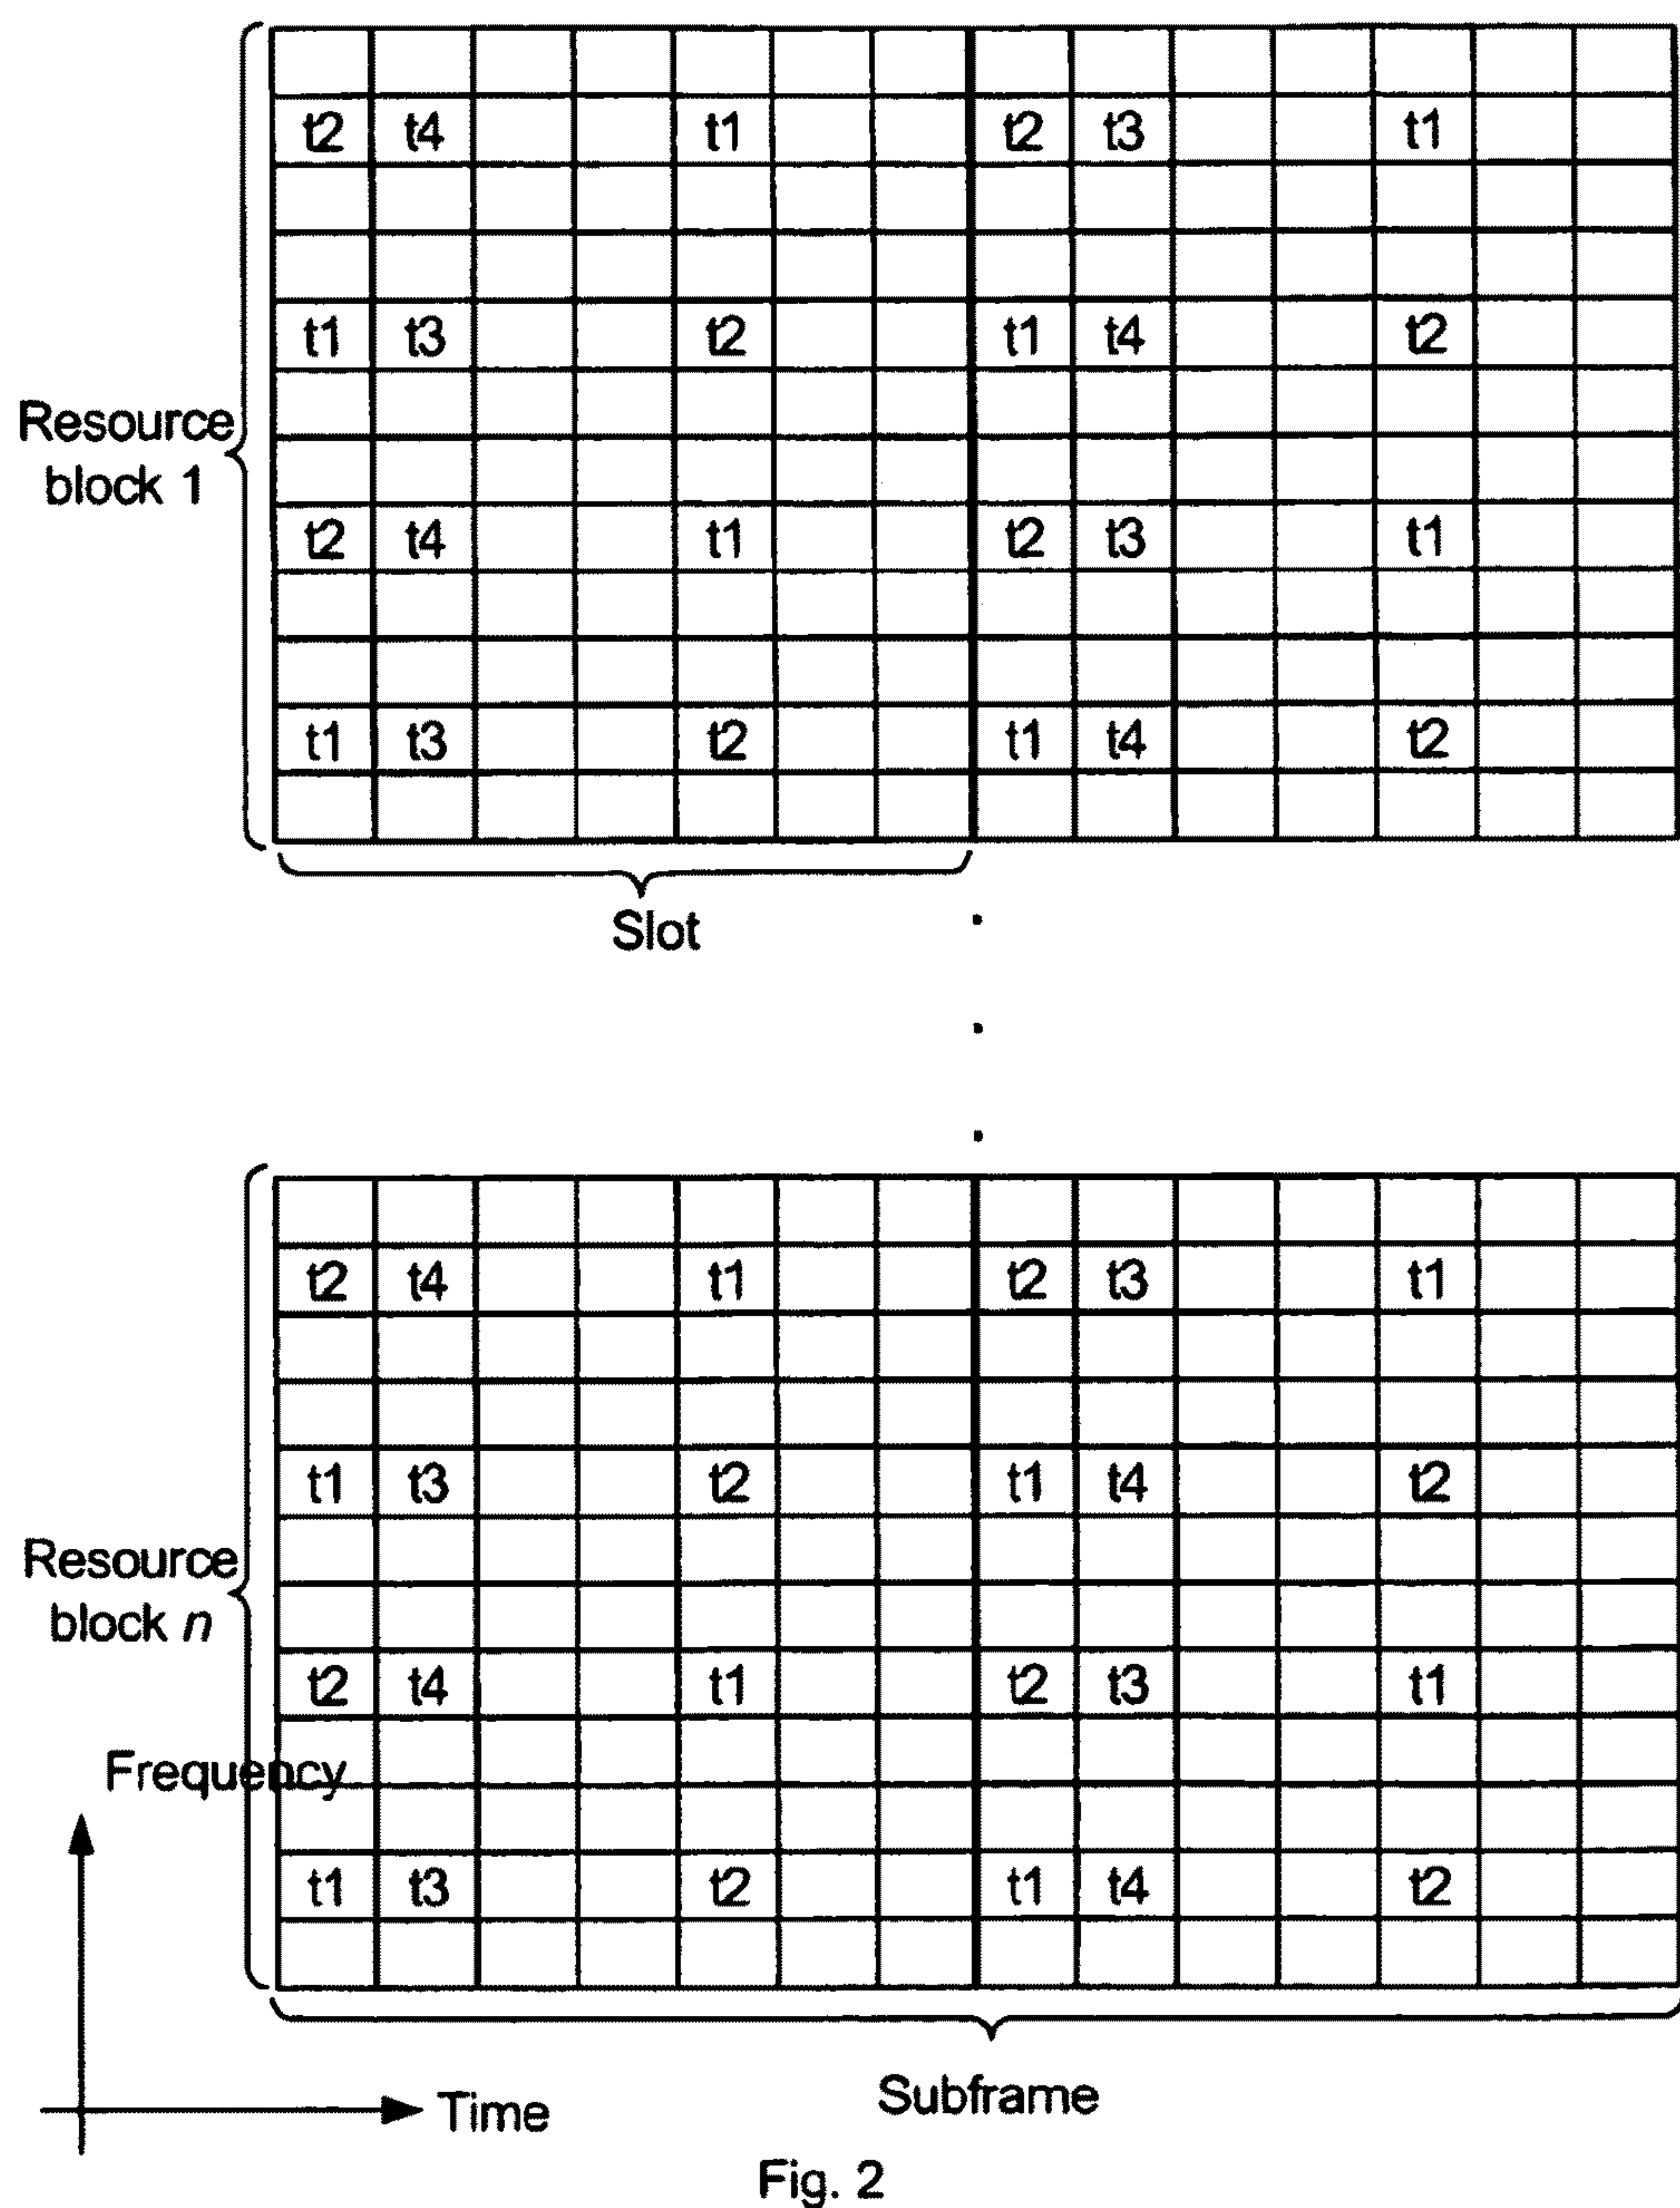 t2 t4 t1 t2 t3 t1
t1 t3 t2 t1 t4 t2
Resource
block 1
t2 t4 t1 t2 t3 t1
t1 t3 t2 t1 t4 t2
Slot
t2 t4 t1 t2 t3 t1
t1 t3 t2 t1 t4 t2
Resource
block n
t2 t4 t1 t2 t3 t1
Frequency
t1 t3 t2 t1 t4 t2
Subframe
Time
Fig. 2